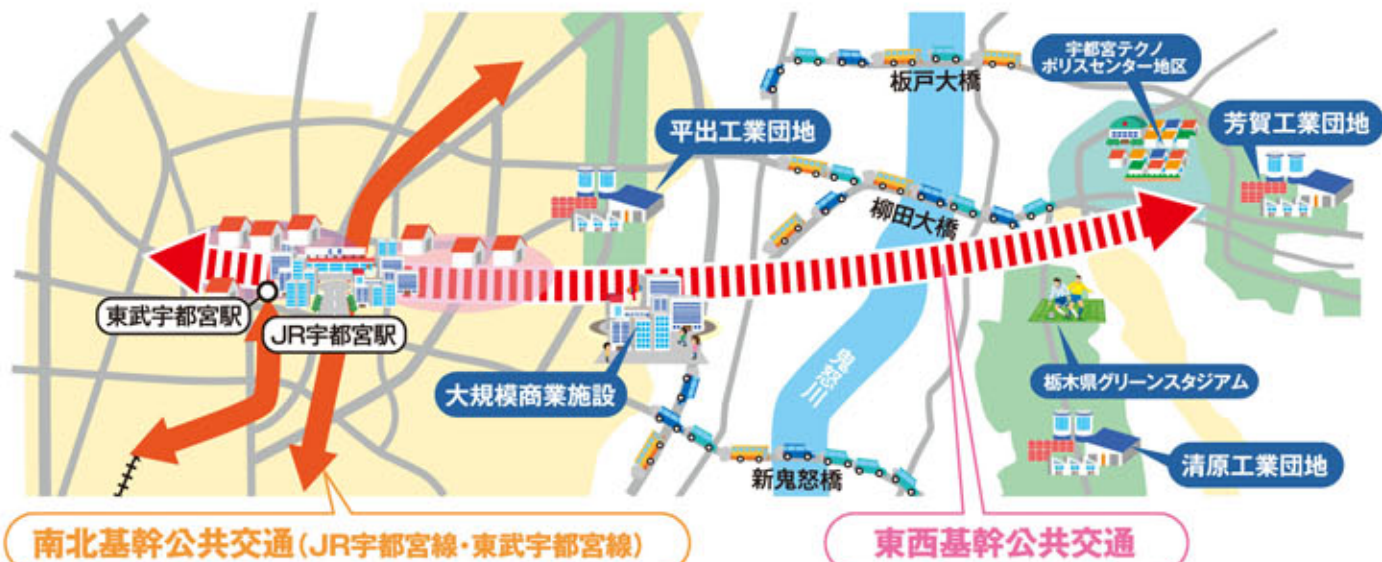 宇都宮テクノ
ポリスセンター地区
板戸大橋
平出工業団地
芳賀工業団地
柳田大橋
東武宇都宮駅
JR宇都宮駅
大規模商業施設
鬼怒川
栃木県グリーンスタジアム
新鬼怒橋
清原工業団地
南北基幹公共交通(JR宇都宮線・東武宇都宮線)
東西基幹公共交通